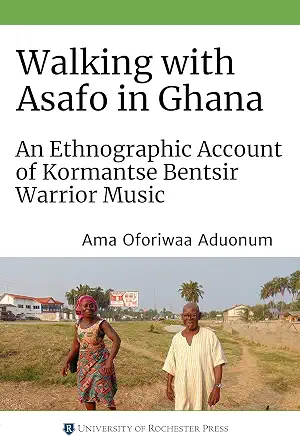 Walking with
Asafo in Ghana
An Ethnographic Account
of Kormantse Bentsir
Warrior Music
Ama Oforiwaa Aduonum
UNIVERSITY OF ROCHESTER PRESS